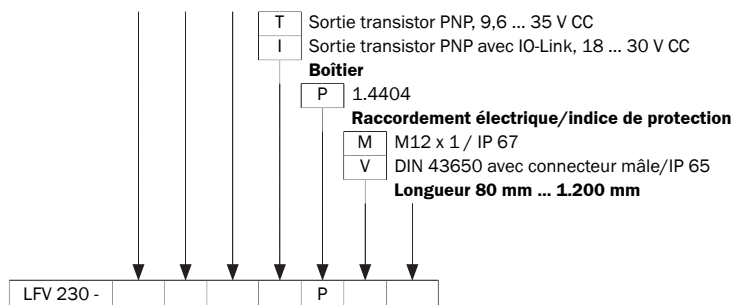 T Sortie transistor PNP, 9,6 ... 35 V CC
I Sortie transistor PNP avec IO-Link, 18 ... 30 V CC
Boîtier
P 1.4404
Raccordement électrique/indice de protection
M M12 x 1 / IP 67
V DIN 43650 avec connecteur mâle/IP 65
Longueur 80 mm ... 1.200 mm
LFV 230 - P